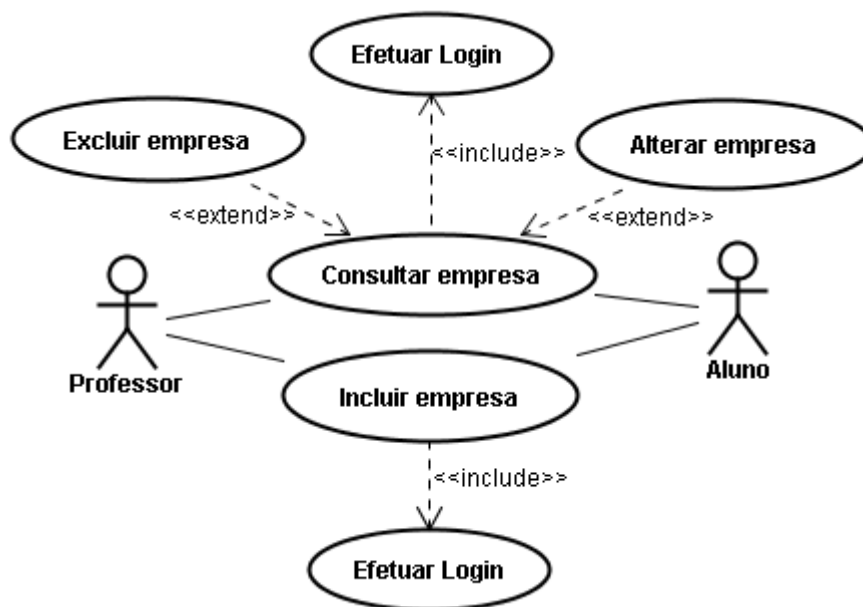 Efetuar Login
Excluir empresa
<<include>>
Alterar empresa
<<extend>>
<<extend>>
Consultar empresa
Professor
Aluno
Incluir empresa
<<include>>
Efetuar Login